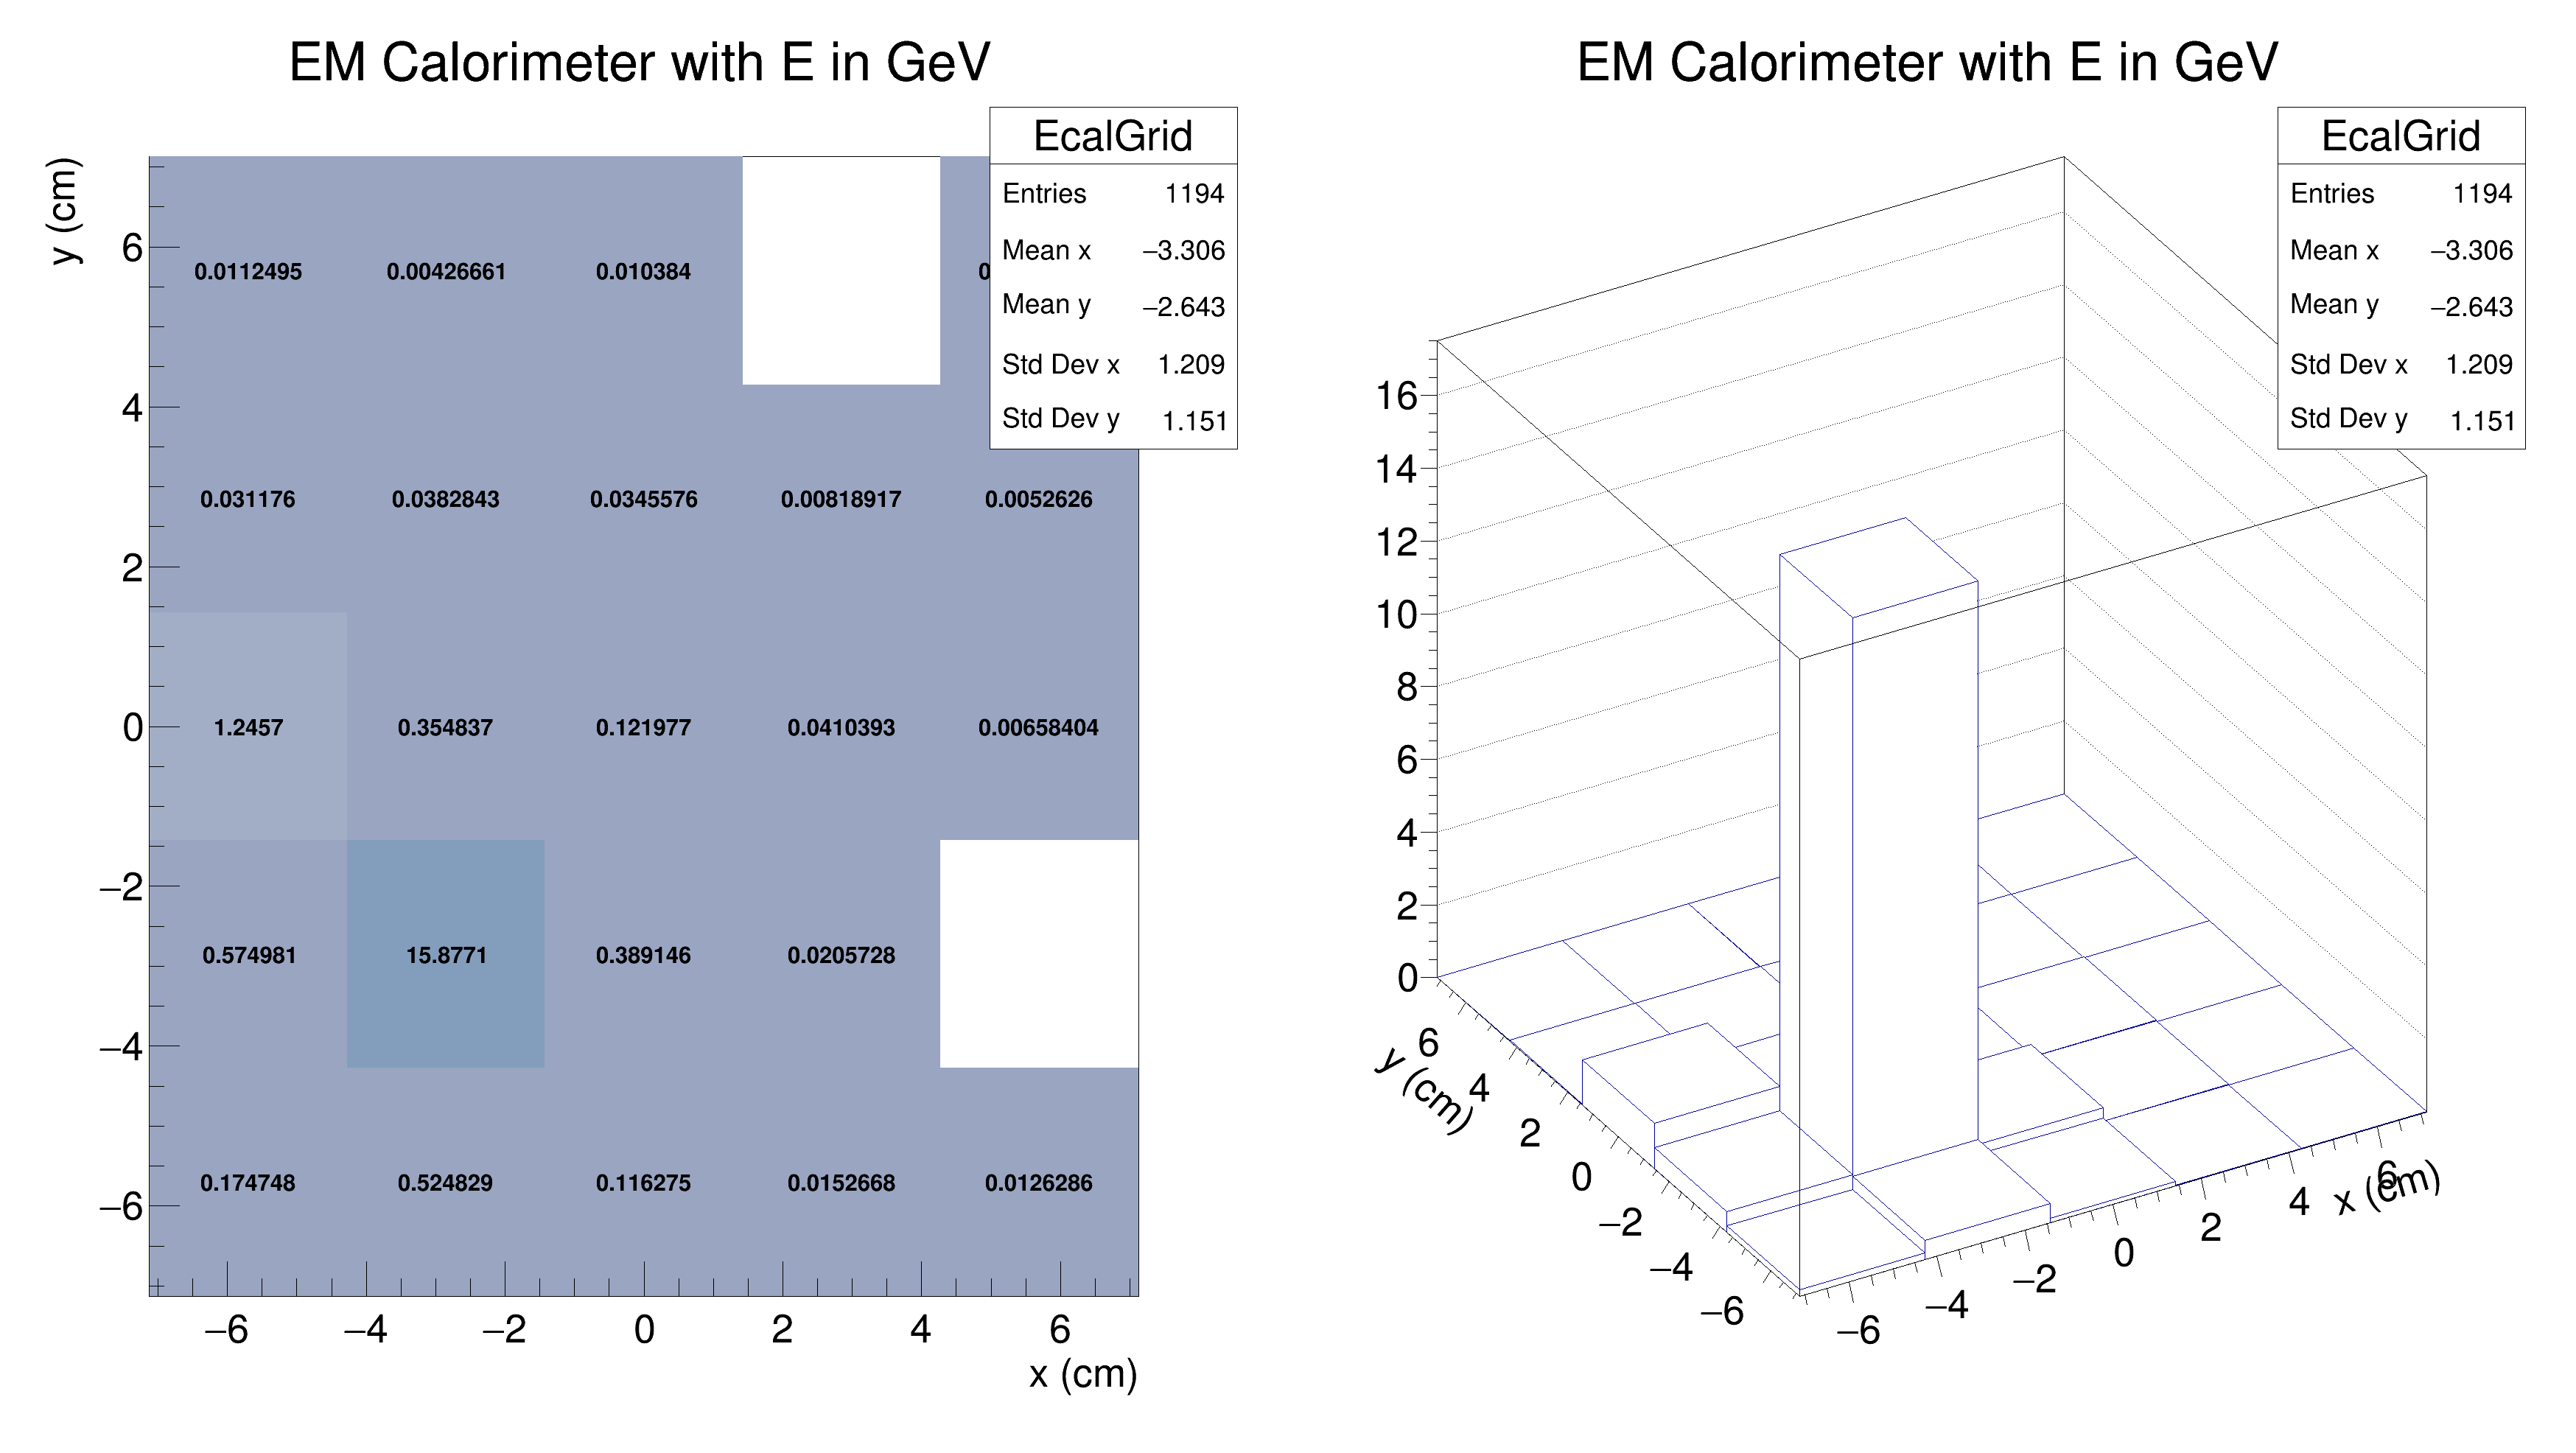 EM Calorimeter with E in GeV
EcalGrid
Entries 1194
Mean x −3.306
Mean y −2.643
Std Dev x 1.209
Std Dev y 1.151
y (cm)
6
4
2
0
−2
−4
−6
0.0112495 0.00426661 0.010384
0.031176 0.0382843 0.0345576 0.00818917 0.0052626
1.2457 0.354837 0.121977 0.0410393 0.00658404
0.574981 15.8771 0.389146 0.0205728
0.174748 0.524829 0.116275 0.0152668 0.0126286
−6 −4 −2 0 2 4 6
x (cm)
EM Calorimeter with E in GeV
EcalGrid
Entries 1194
Mean x −3.306
Mean y −2.643
Std Dev x 1.209
Std Dev y 1.151
16
14
12
10
8
6
4
2
0
6
4
2
0
−2
−4
−6
y (cm)
−6
−4
−2
0
2
4
6
x (cm)